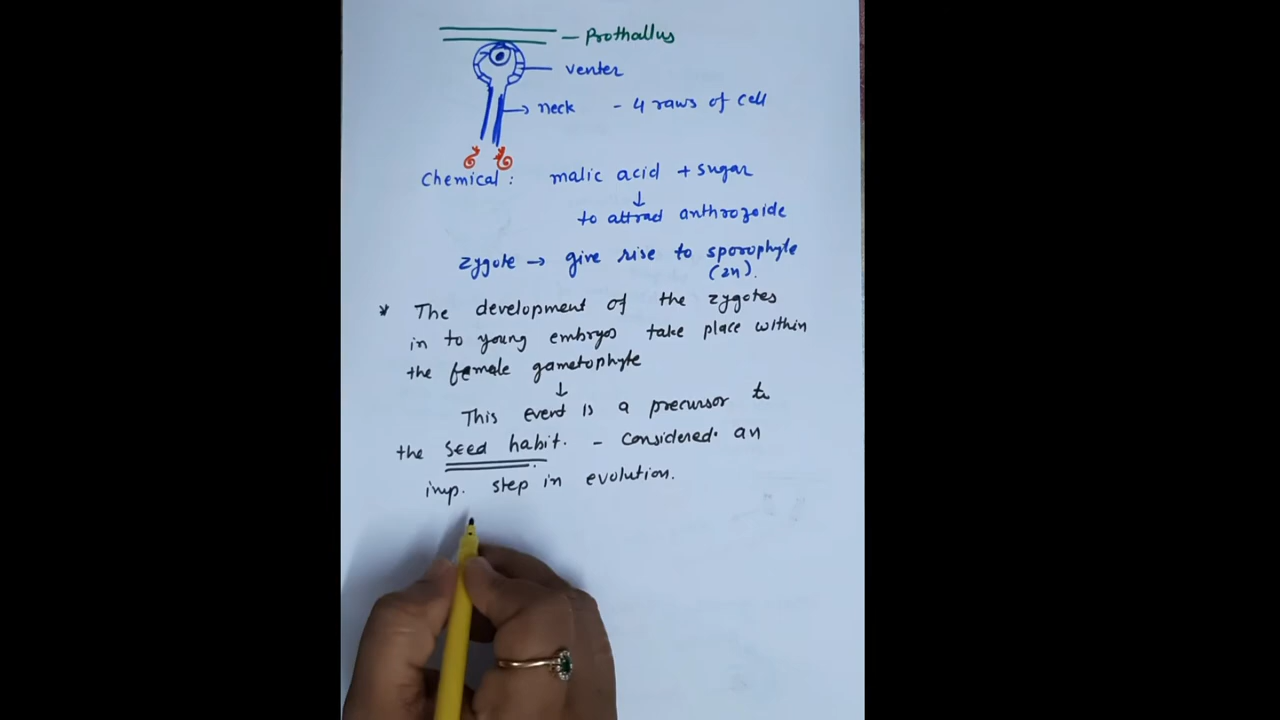 Prothallus
venter
neck - 4 raws of cell
Chemical : malic acid + sugar
↓
to attrad anthrozoide
zygote → give rise to sporophyte
(2n).
* The development of the zygotes
in to young embryos take place within
the female gametophyte
↓
This event is a precursor to
the seed habit. - considered an
imp. step in evolution.